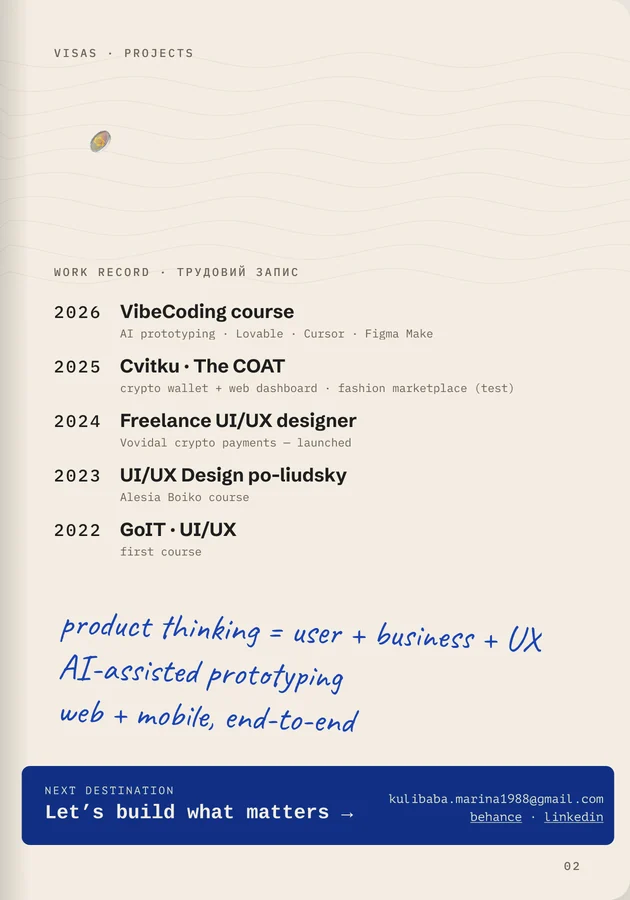 VISAS · PROJECTS
WORK RECORD · ТРУДОВИЙ ЗАПИС
2026 VibeCoding course
AI prototyping · Lovable · Cursor · Figma Make
2025 Cvitku · The COAT
crypto wallet + web dashboard · fashion marketplace (test)
2024 Freelance UI/UX designer
Vovidal crypto payments — launched
2023 UI/UX Design po-liudsky
Alesia Boiko course
2022 GoIT · UI/UX
first course
product thinking = user + business + UX
AI-assisted prototyping
web + mobile, end-to-end
NEXT DESTINATION
Let’s build what matters →
kulibaba.marina1988@gmail.com
behance · linkedin
02